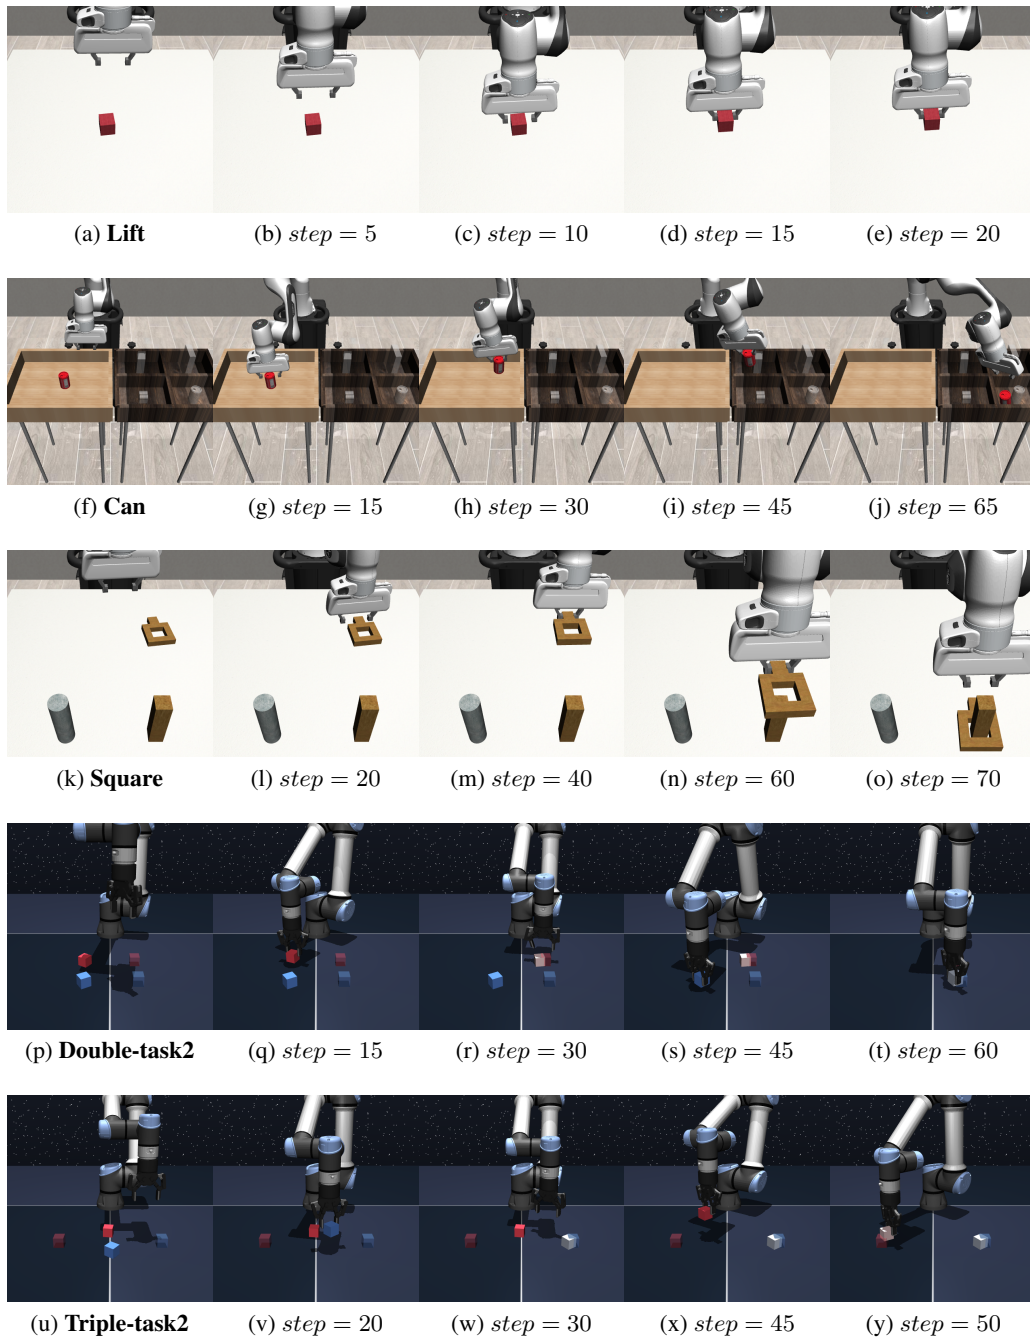 (a) Lift (b) step = 5 (c) step = 10 (d) step = 15 (e) step = 20
(f) Can (g) step = 15 (h) step = 30 (i) step = 45 (j) step = 65
(k) Square (l) step = 20 (m) step = 40 (n) step = 60 (o) step = 70
(p) Double-task2 (q) step = 15 (r) step = 30 (s) step = 45 (t) step = 60
(u) Triple-task2 (v) step = 20 (w) step = 30 (x) step = 45 (y) step = 50